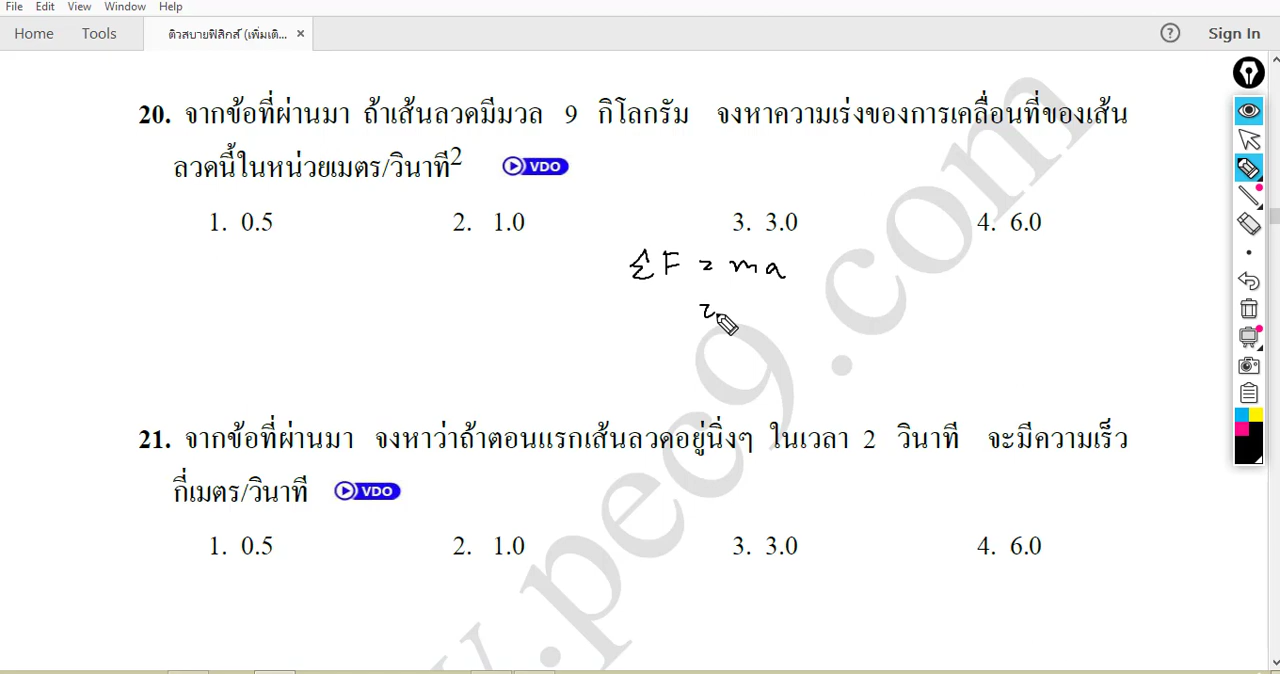 File Edit View Window Help
Home Tools ติวสบายฟิสิกส์ (เพิ่มเติ... × ? Sign In
20. จากข้อที่ผ่านมา ถ้าเส้นลวดมีมวล 9 กิโลกรัม จงหาความเร่งของการเคลื่อนที่ของเส้น
ลวดนี้ในหน่วยเมตร/วินาที² VDO
1. 0.5 2. 1.0 3. 3.0 4. 6.0
ΣF = ma
=
21. จากข้อที่ผ่านมา จงหาว่าถ้าตอนแรกเส้นลวดอยู่นิ่งๆ ในเวลา 2 วินาที จะมีความเร็ว
กี่เมตร/วินาที VDO
1. 0.5 2. 1.0 3. 3.0 4. 6.0
w.pec9.com